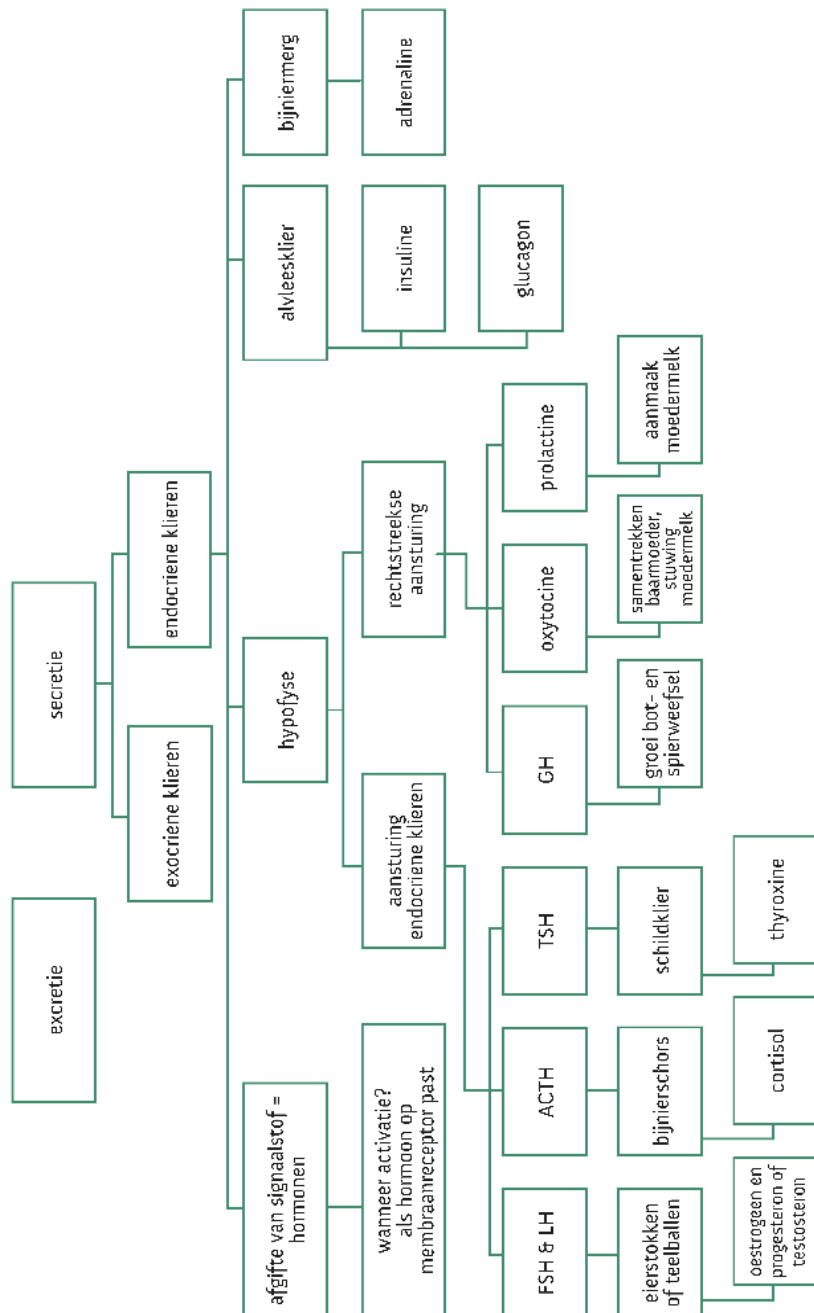 excretie
secretie
exocriene klieren
endocriene klieren
afgifte van signaalstof =
hormonen
hypofyse
alvleesklier
bijniermerg
wanneer activatie?
als hormoon op
membraanreceptor past
aansturing
endocriene klieren
rechtstreekse
aansturing
insuline
adrenaline
FSH & LH
ACTH
TSH
GH
oxytocine
prolactine
glucagon
eierstokken
of teelballen
bijnierschors
schildklier
groei bot- en
spierweefsel
samentrekken
baarmoeder,
stuwing
moedermelk
aanmaak
moedermelk
oestrogeen en
progesteron of
testosteron
cortisol
thyroxine